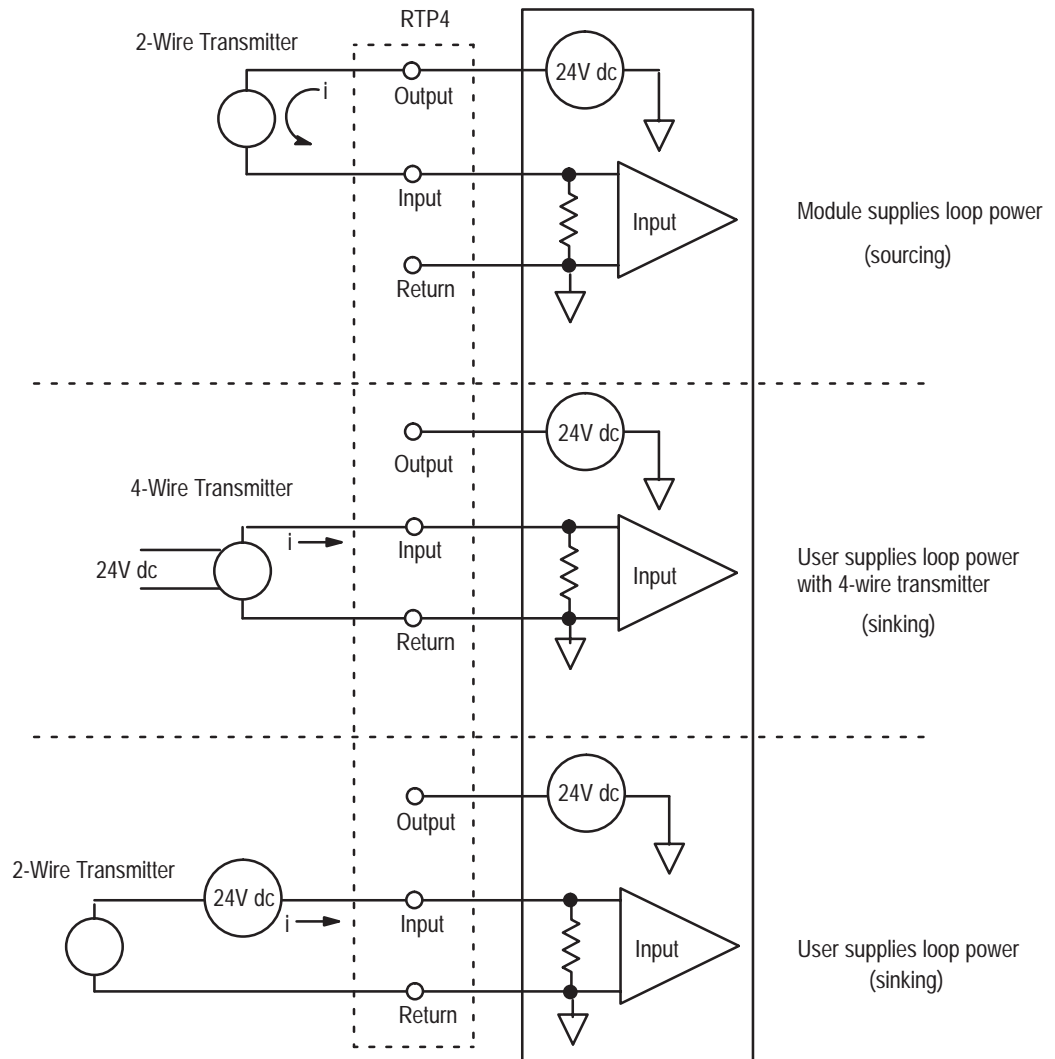 RTP4
2-Wire Transmitter
24V dc
i
Output
Input
Input
Return
Module supplies loop power
(sourcing)
24V dc
Output
4-Wire Transmitter
i
Input
24V dc
Input
Return
User supplies loop power
with 4-wire transmitter
(sinking)
24V dc
Output
2-Wire Transmitter
24V dc
i
Input
Input
Return
User supplies loop power
(sinking)